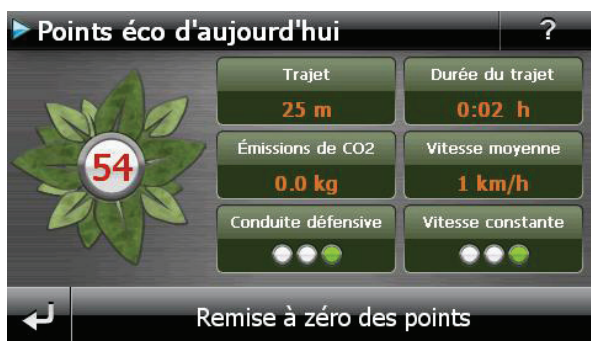 Points éco d'aujourd'hui ?
54
Trajet
25 m
Durée du trajet
0:02 h
Émissions de CO2
0.0 kg
Vitesse moyenne
1 km/h
Conduite défensive
Vitesse constante
Remise à zéro des points